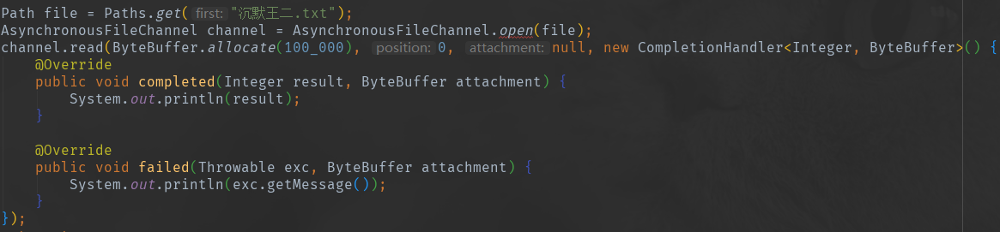 Path file = Paths.get( first: "沉默王二.txt");
AsynchronousFileChannel channel = AsynchronousFileChannel.open(file);
channel.read(ByteBuffer.allocate(100_000), position: 0, attachment: null, new CompletionHandler<Integer, ByteBuffer>() {
    @Override
    public void completed(Integer result, ByteBuffer attachment) {
        System.out.println(result);
    }

    @Override
    public void failed(Throwable exc, ByteBuffer attachment) {
        System.out.println(exc.getMessage());
    }
});